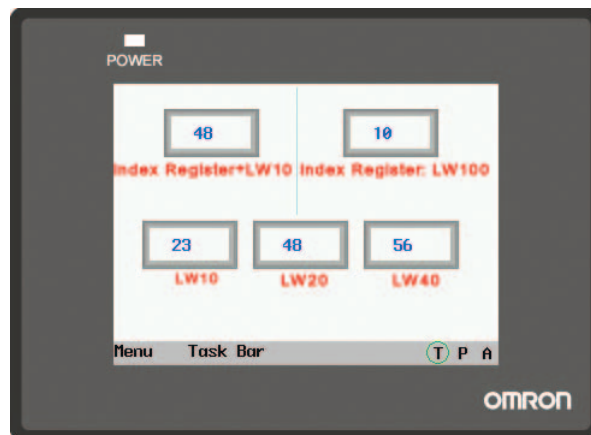 POWER
48
10
Index Register+LW10
Index Register: LW100
23
48
56
LW10
LW20
LW40
Menu Task Bar T P A
OMRON